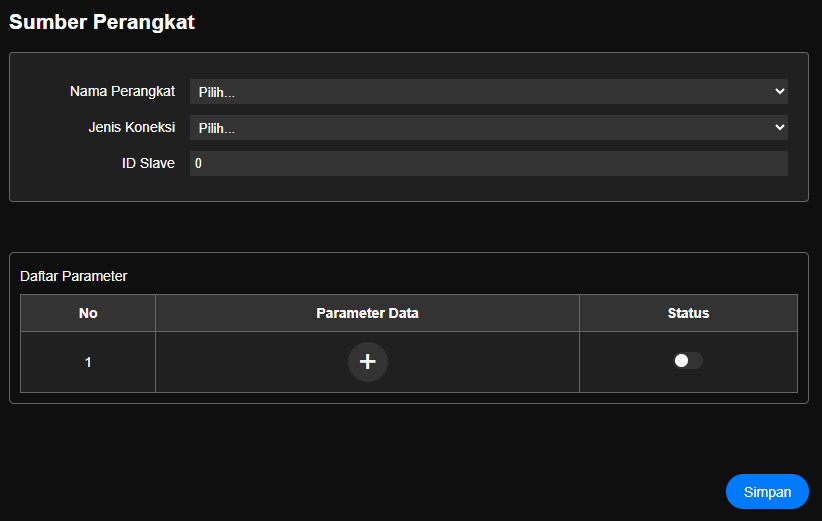 Sumber Perangkat
Nama Perangkat Pilih...
Jenis Koneksi Pilih...
ID Slave 0
Daftar Parameter
No Parameter Data Status
1 +
Simpan